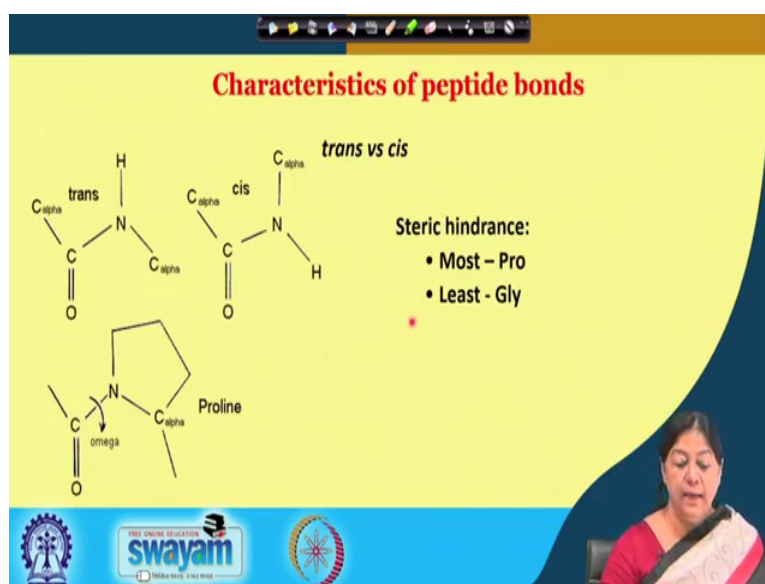 Characteristics of peptide bonds
trans vs cis
H
trans
C alpha
N
C
C alpha
O
C alpha
C alpha
cis
N
C
H
O
Steric hindrance:
• Most – Pro
• Least - Gly
N
C
omega
C alpha
Proline
O
FREE ONLINE EDUCATION
swayam